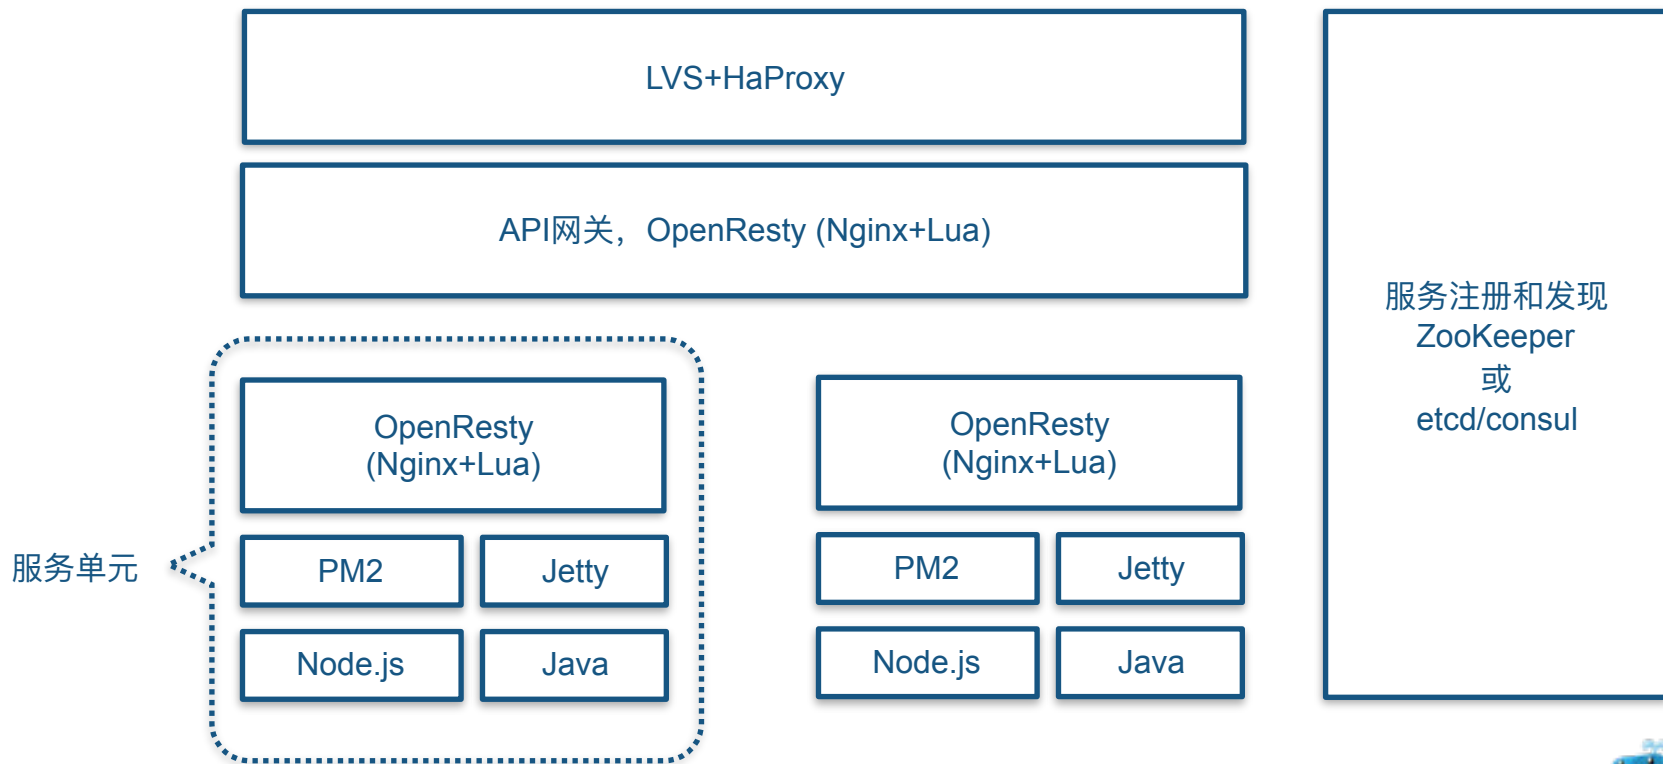 LVS+HaProxy
API网关，OpenResty (Nginx+Lua)
服务单元
OpenResty
(Nginx+Lua)
PM2
Jetty
Node.js
Java
OpenResty
(Nginx+Lua)
PM2
Jetty
Node.js
Java
服务注册和发现
ZooKeeper
或
etcd/consul